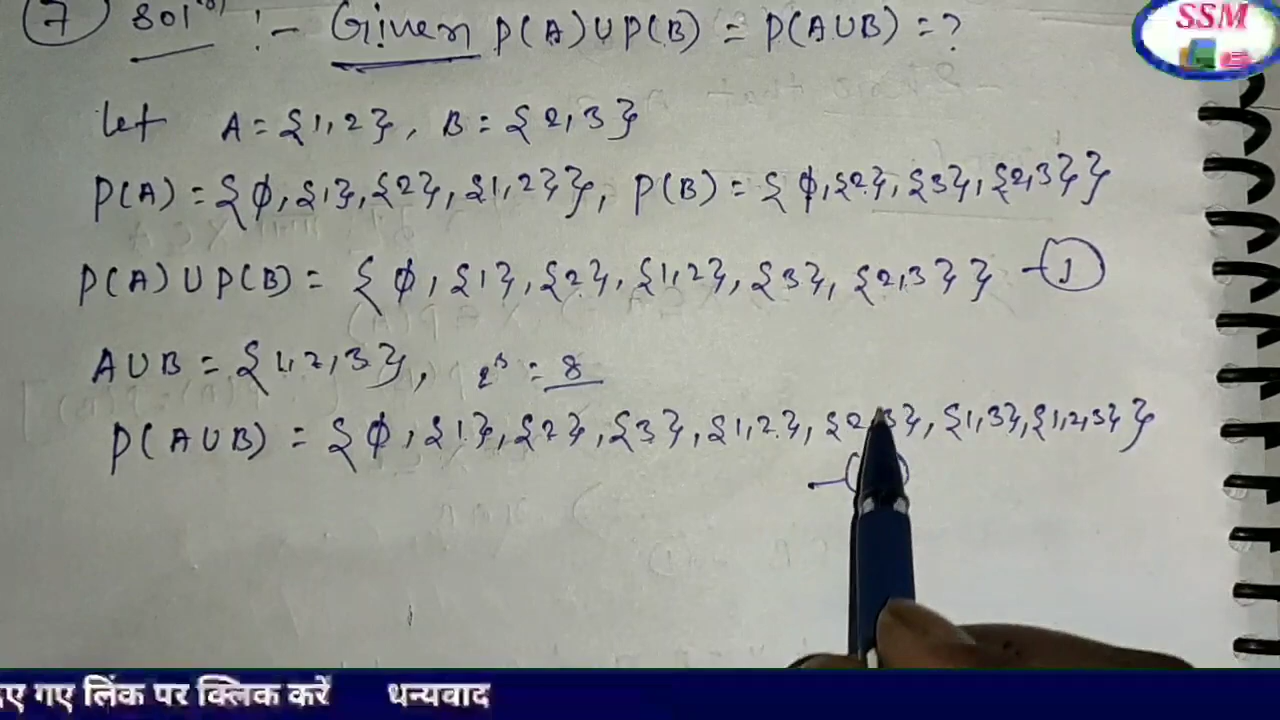 SSM
7 Solⁿ :- Given P(A)∪P(B) = P(A∪B) = ?
Let A = {1,2}, B = {2,3}
P(A) = {ϕ, {1}, {2}, {1,2}}, P(B) = {ϕ, {2}, {3}, {2,3}}
P(A)∪P(B) = {ϕ, {1}, {2}, {1,2}, {3}, {2,3}} -①
A∪B = {1,2,3}, 2³ = 8
P(A∪B) = {ϕ, {1}, {2}, {3}, {1,2}, {2,3}, {1,3}, {1,2,3}}
गए लिंक पर क्लिक करें धन्यवाद